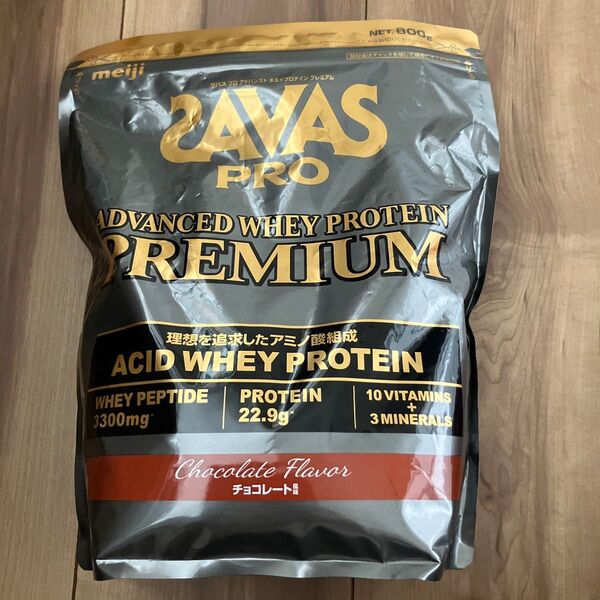 NET.800g
meiji
ザバス プロ アドバンスト ホエイプロテイン プレミアム
SAVAS
PRO
ADVANCED WHEY PROTEIN
PREMIUM
理想を追求したアミノ酸組成
ACID WHEY PROTEIN
WHEY PEPTIDE
3300mg*
PROTEIN
22.9g*
10 VITAMINS
+
3 MINERALS
Chocolate Flavor
チョコレート風味